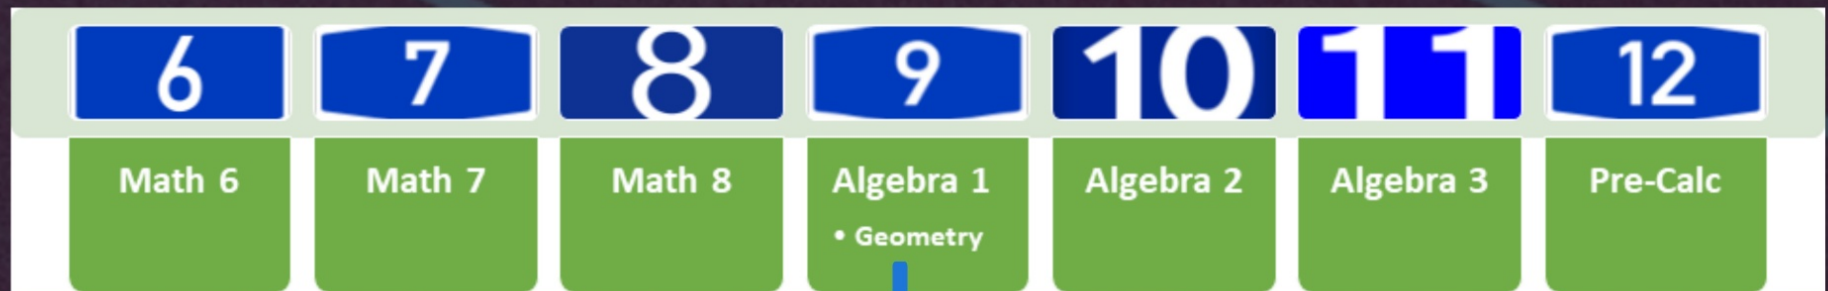 6 7 8 9 10 11 12
Math 6 Math 7 Math 8 Algebra 1 Algebra 2 Algebra 3 Pre-Calc
• Geometry